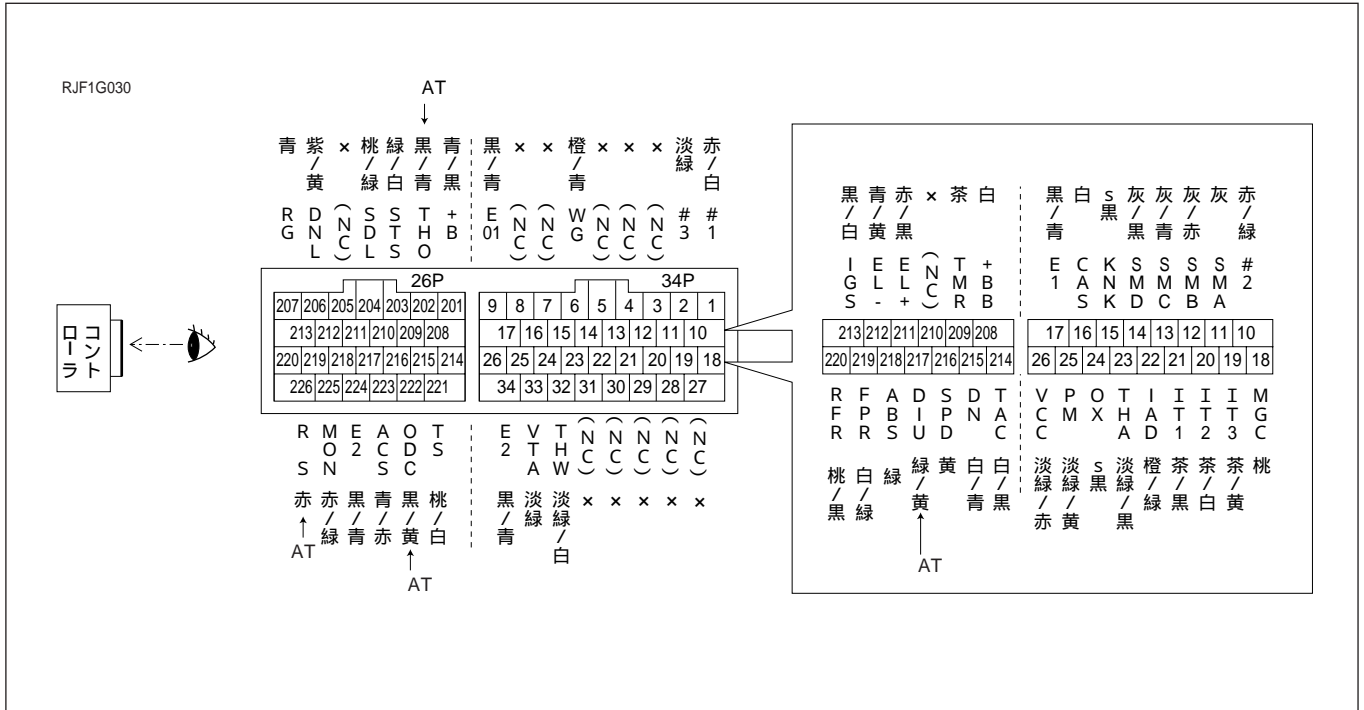 RJF1G030
AT
青 紫/黄 × 桃/緑 緑/白 黒/青 青/黒 黒/青 × × 橙/青 × × × 淡緑 赤/白
RG DNL (NC) SDL STS THO +B E01 (NC) (NC) WG (NC) (NC) (NC) #3 #1
26P 34P
207 206 205 204 203 202 201 9 8 7 6 5 4 3 2 1
213 212 211 210 209 208 17 16 15 14 13 12 11 10
220 219 218 217 216 215 214 26 25 24 23 22 21 20 19 18
226 225 224 223 222 221 34 33 32 31 30 29 28 27
RS MON E2 ACS ODC TS E2 VTA THW (NC) (NC) (NC) (NC) (NC)
赤 赤/緑 黒/青 青/赤 黒/黄 桃/白 黒/青 淡緑 淡緑/白 × × × × ×
AT
AT
コントローラ
黒/白 青/黄 赤/黒 × 茶 白 黒/青 白 s黒 灰/黒 灰/青 灰/赤 灰 赤/緑
IGS EL- EL+ (NC) TMR +BB E1 CAS KNK SMD SMC SMB SMA #2
213 212 211 210 209 208 17 16 15 14 13 12 11 10
220 219 218 217 216 215 214 26 25 24 23 22 21 20 19 18
RFR FPR ABS DIU SPD DN TAC VCC PM OX THA IAD IT1 IT2 IT3 MGC
桃/黒 白/緑 緑 緑/黄 黄 白/青 白/黒 淡緑/赤 淡緑/黄 s黒 淡緑/黒 橙/緑 茶/黒 茶/白 茶/黄 桃
AT